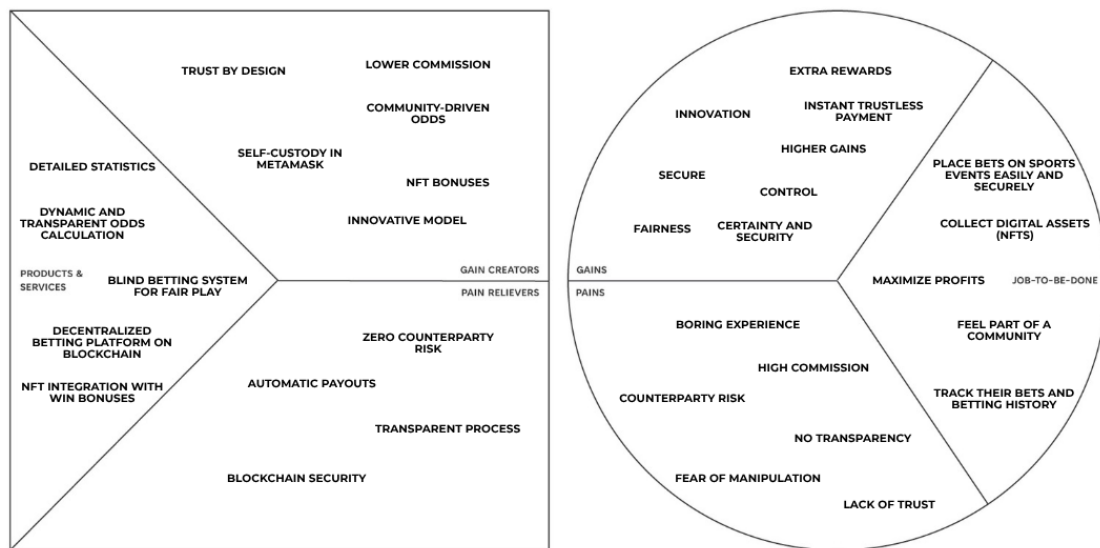 TRUST BY DESIGN
LOWER COMMISSION
COMMUNITY-DRIVEN
ODDS
SELF-CUSTODY IN
METAMASK
NFT BONUSES
INNOVATIVE MODEL
GAIN CREATORS
DETAILED STATISTICS
DYNAMIC AND
TRANSPARENT ODDS
CALCULATION
PRODUCTS &
SERVICES
BLIND BETTING SYSTEM
FOR FAIR PLAY
DECENTRALIZED
BETTING PLATFORM ON
BLOCKCHAIN
NFT INTEGRATION WITH
WIN BONUSES
PAIN RELIEVERS
ZERO COUNTERPARTY
RISK
AUTOMATIC PAYOUTS
TRANSPARENT PROCESS
BLOCKCHAIN SECURITY
EXTRA REWARDS
INNOVATION
INSTANT TRUSTLESS
PAYMENT
HIGHER GAINS
SECURE
CONTROL
FAIRNESS
CERTAINTY AND
SECURITY
GAINS
PAINS
BORING EXPERIENCE
HIGH COMMISSION
COUNTERPARTY RISK
NO TRANSPARENCY
FEAR OF MANIPULATION
LACK OF TRUST
PLACE BETS ON SPORTS
EVENTS EASILY AND
SECURELY
COLLECT DIGITAL ASSETS
(NFTS)
MAXIMIZE PROFITS
JOB-TO-BE-DONE
FEEL PART OF A
COMMUNITY
TRACK THEIR BETS AND
BETTING HISTORY